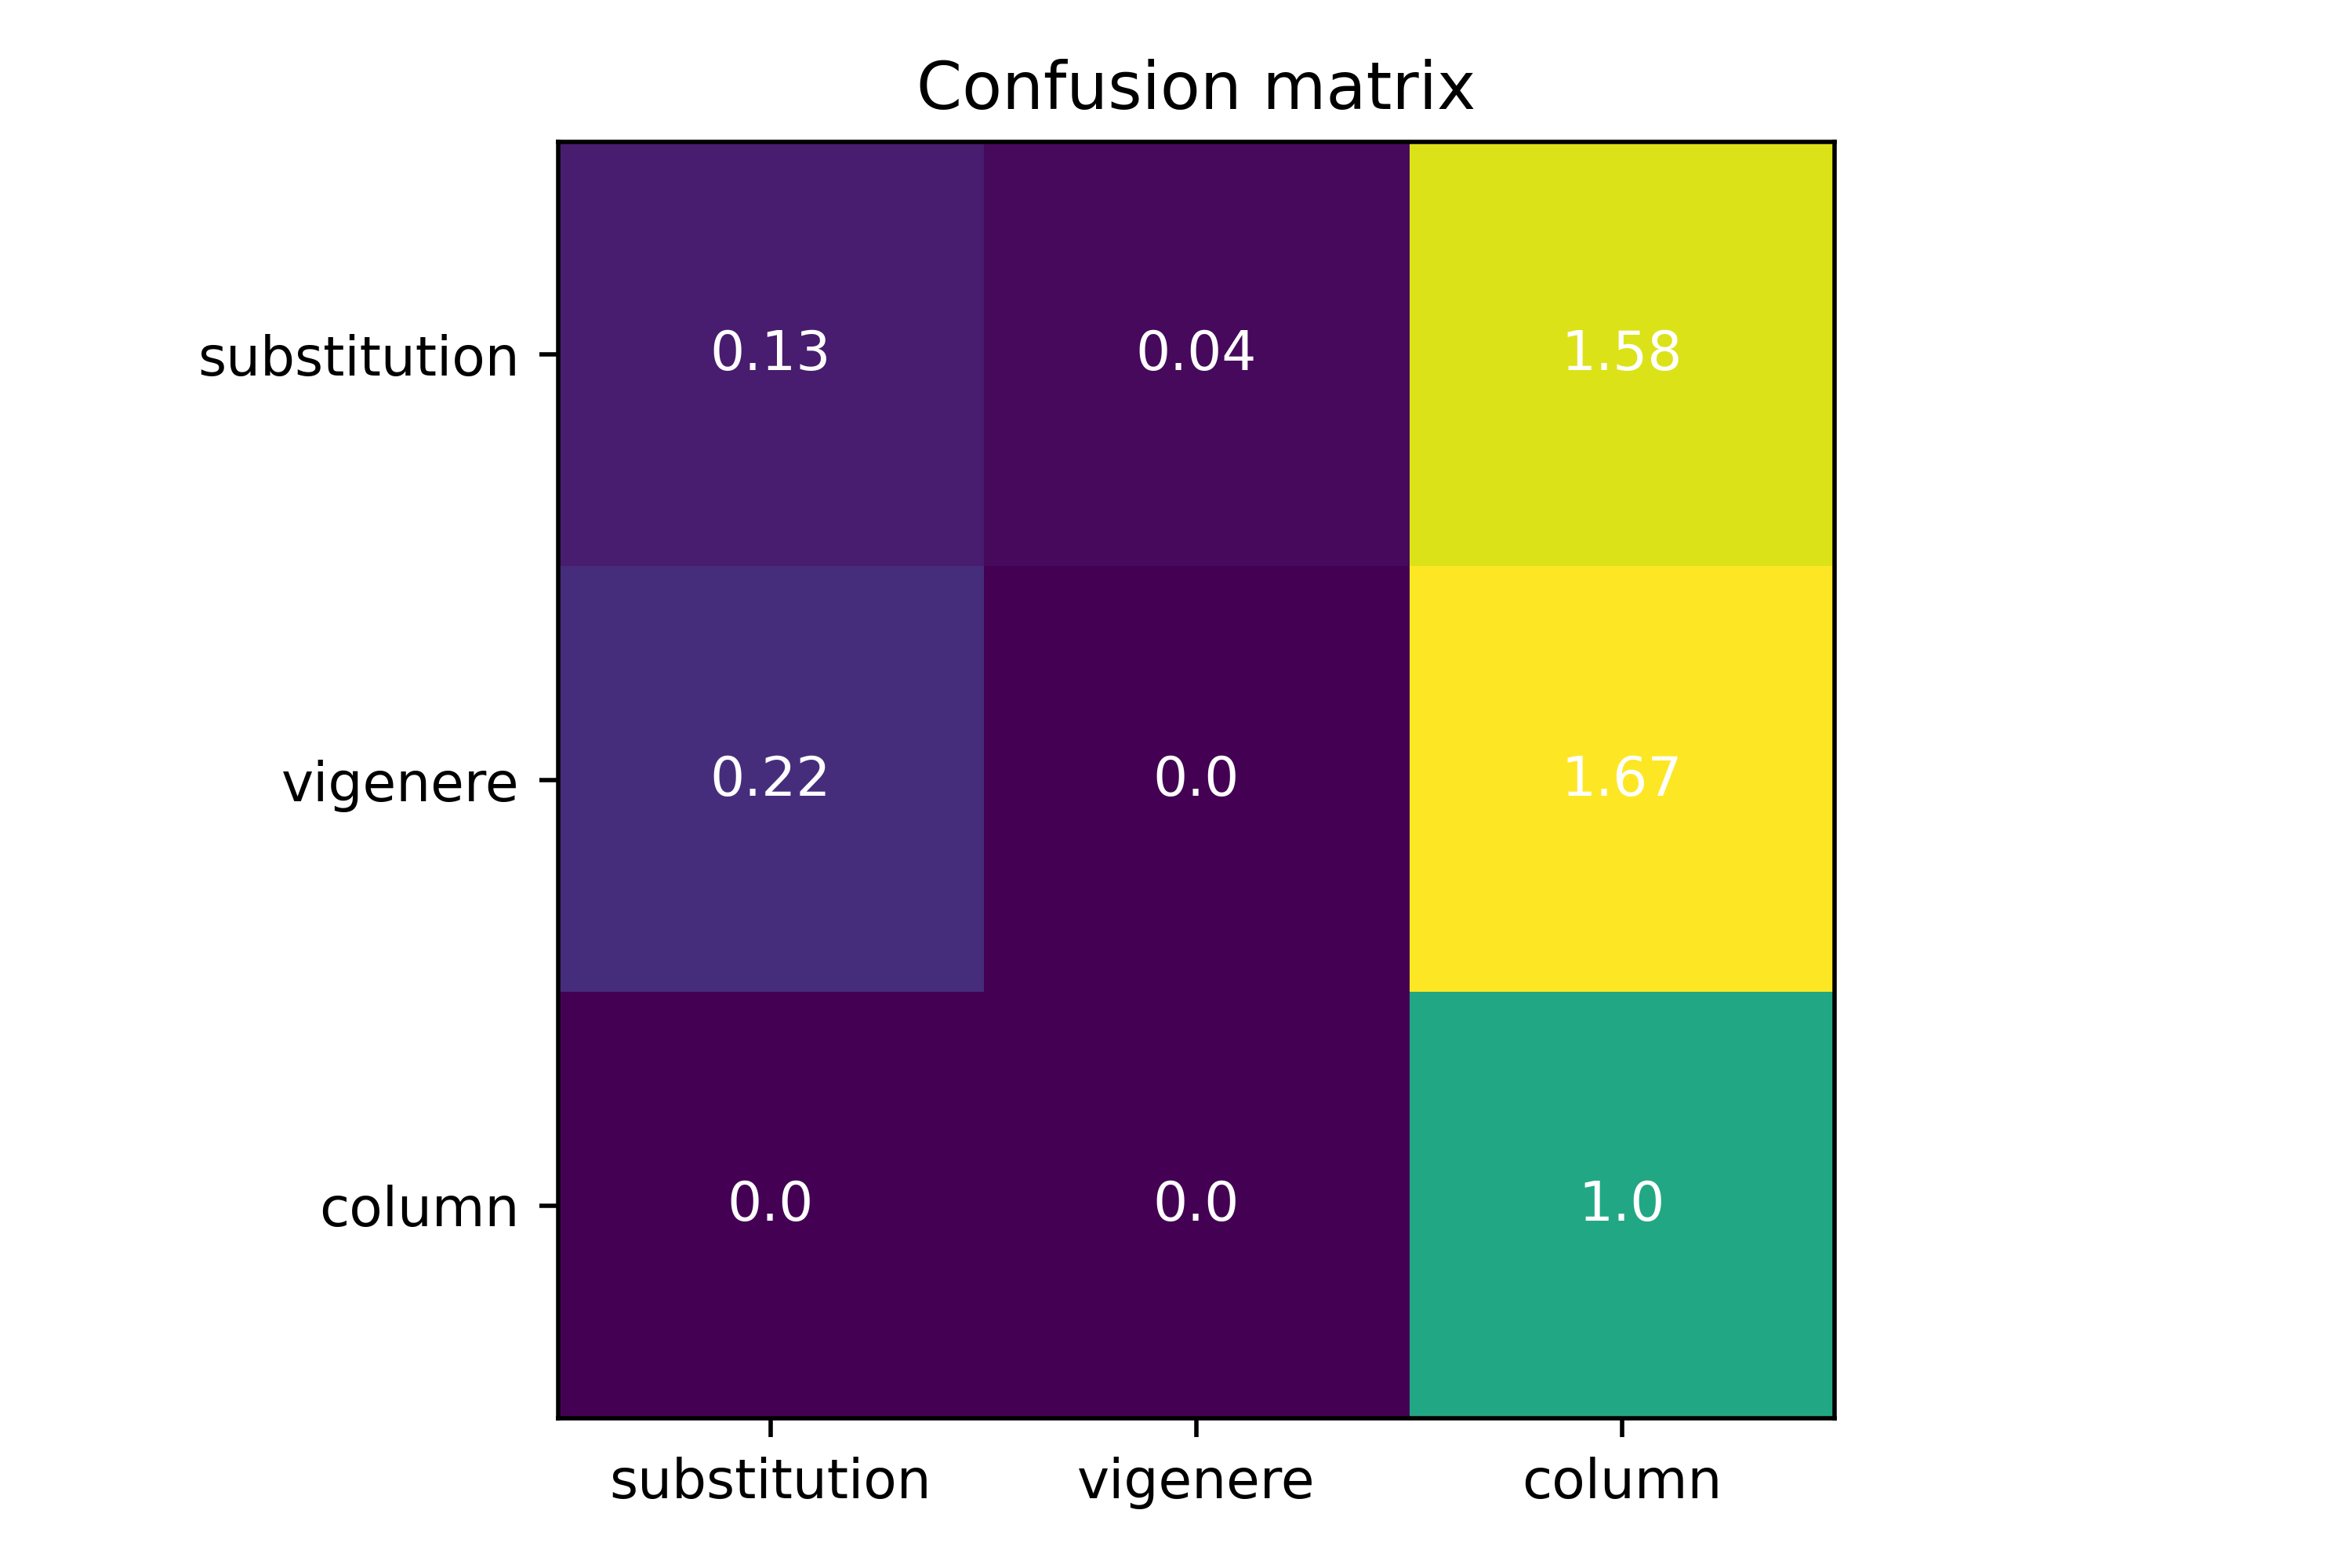 Confusion matrix
substitution 0.13 0.04 1.58
vigenere 0.22 0.0 1.67
column 0.0 0.0 1.0
substitution vigenere column